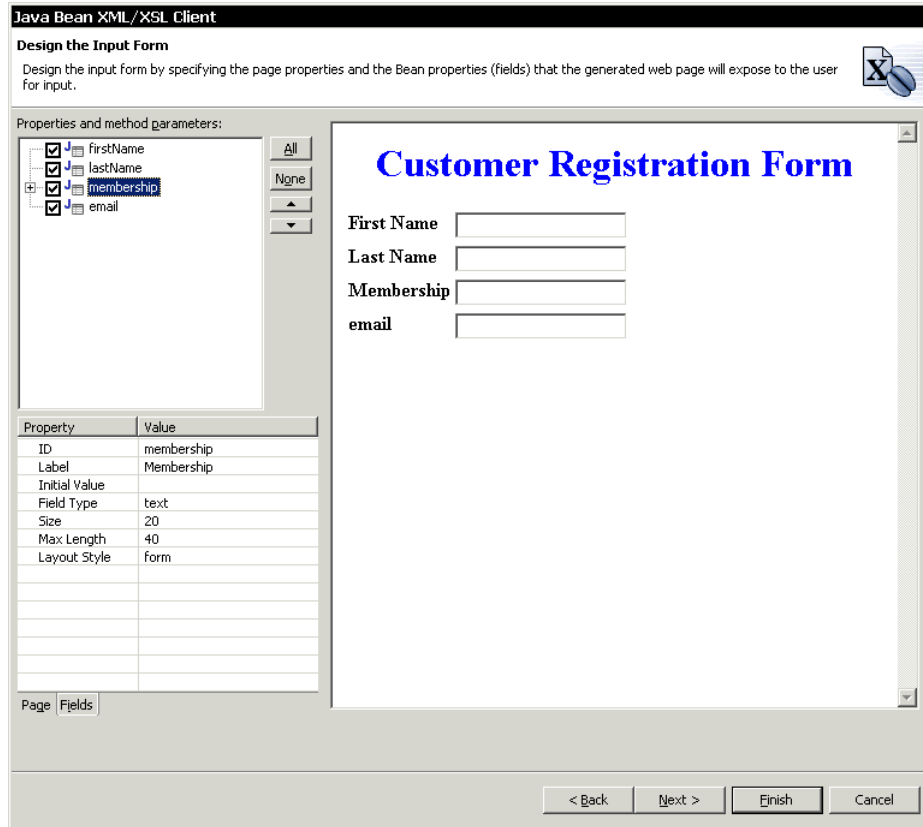 Java Bean XML/XSL Client
Design the Input Form
Design the input form by specifying the page properties and the Bean properties (fields) that the generated web page will expose to the user
for input.
X
Properties and method parameters:
J firstName
J lastName
J membership
J email
All
None
Customer Registration Form
First Name
Last Name
Membership
email
Property Value
ID membership
Label Membership
Initial Value
Field Type text
Size 20
Max Length 40
Layout Style form
Page Fields
< Back Next > Finish Cancel